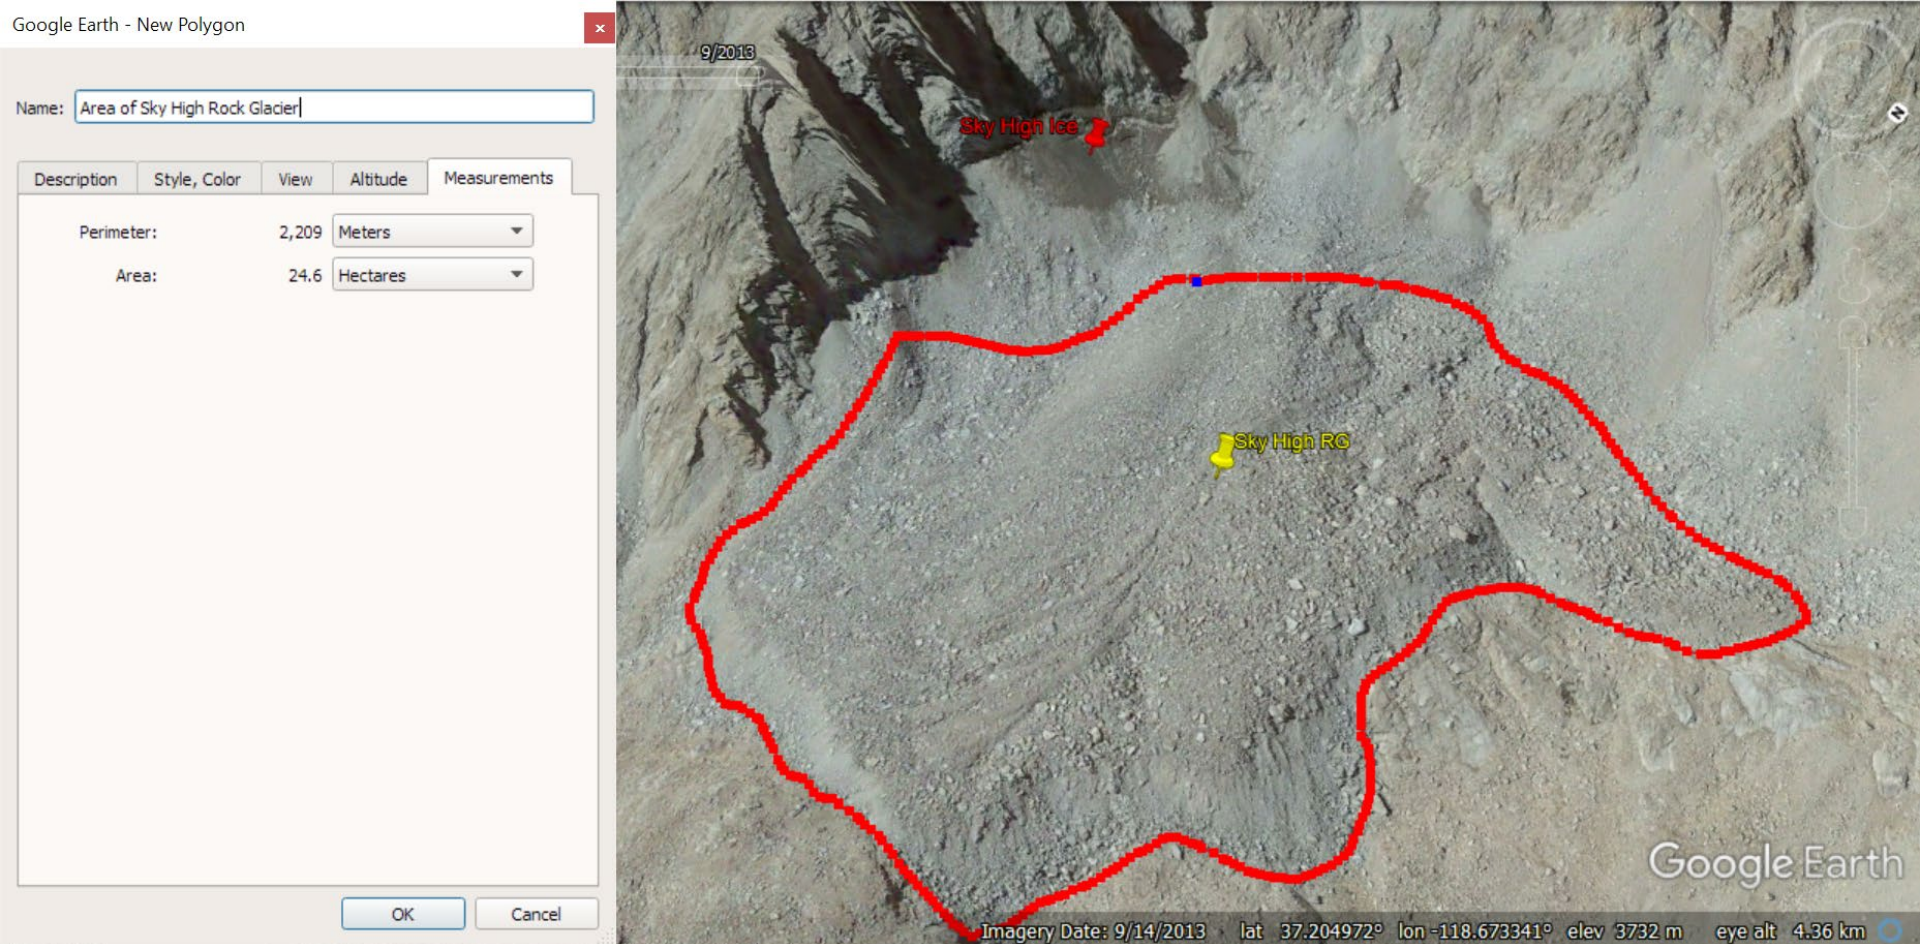 Google Earth - New Polygon
x
Name: Area of Sky High Rock Glacier
Description Style, Color View Altitude Measurements
Perimeter: 2,209 Meters
Area: 24.6 Hectares
OK Cancel
9/2013
N
Sky High Ice
Sky High RG
Google Earth
Imagery Date: 9/14/2013 lat 37.204972° lon -118.673341° elev 3732 m eye alt 4.36 km